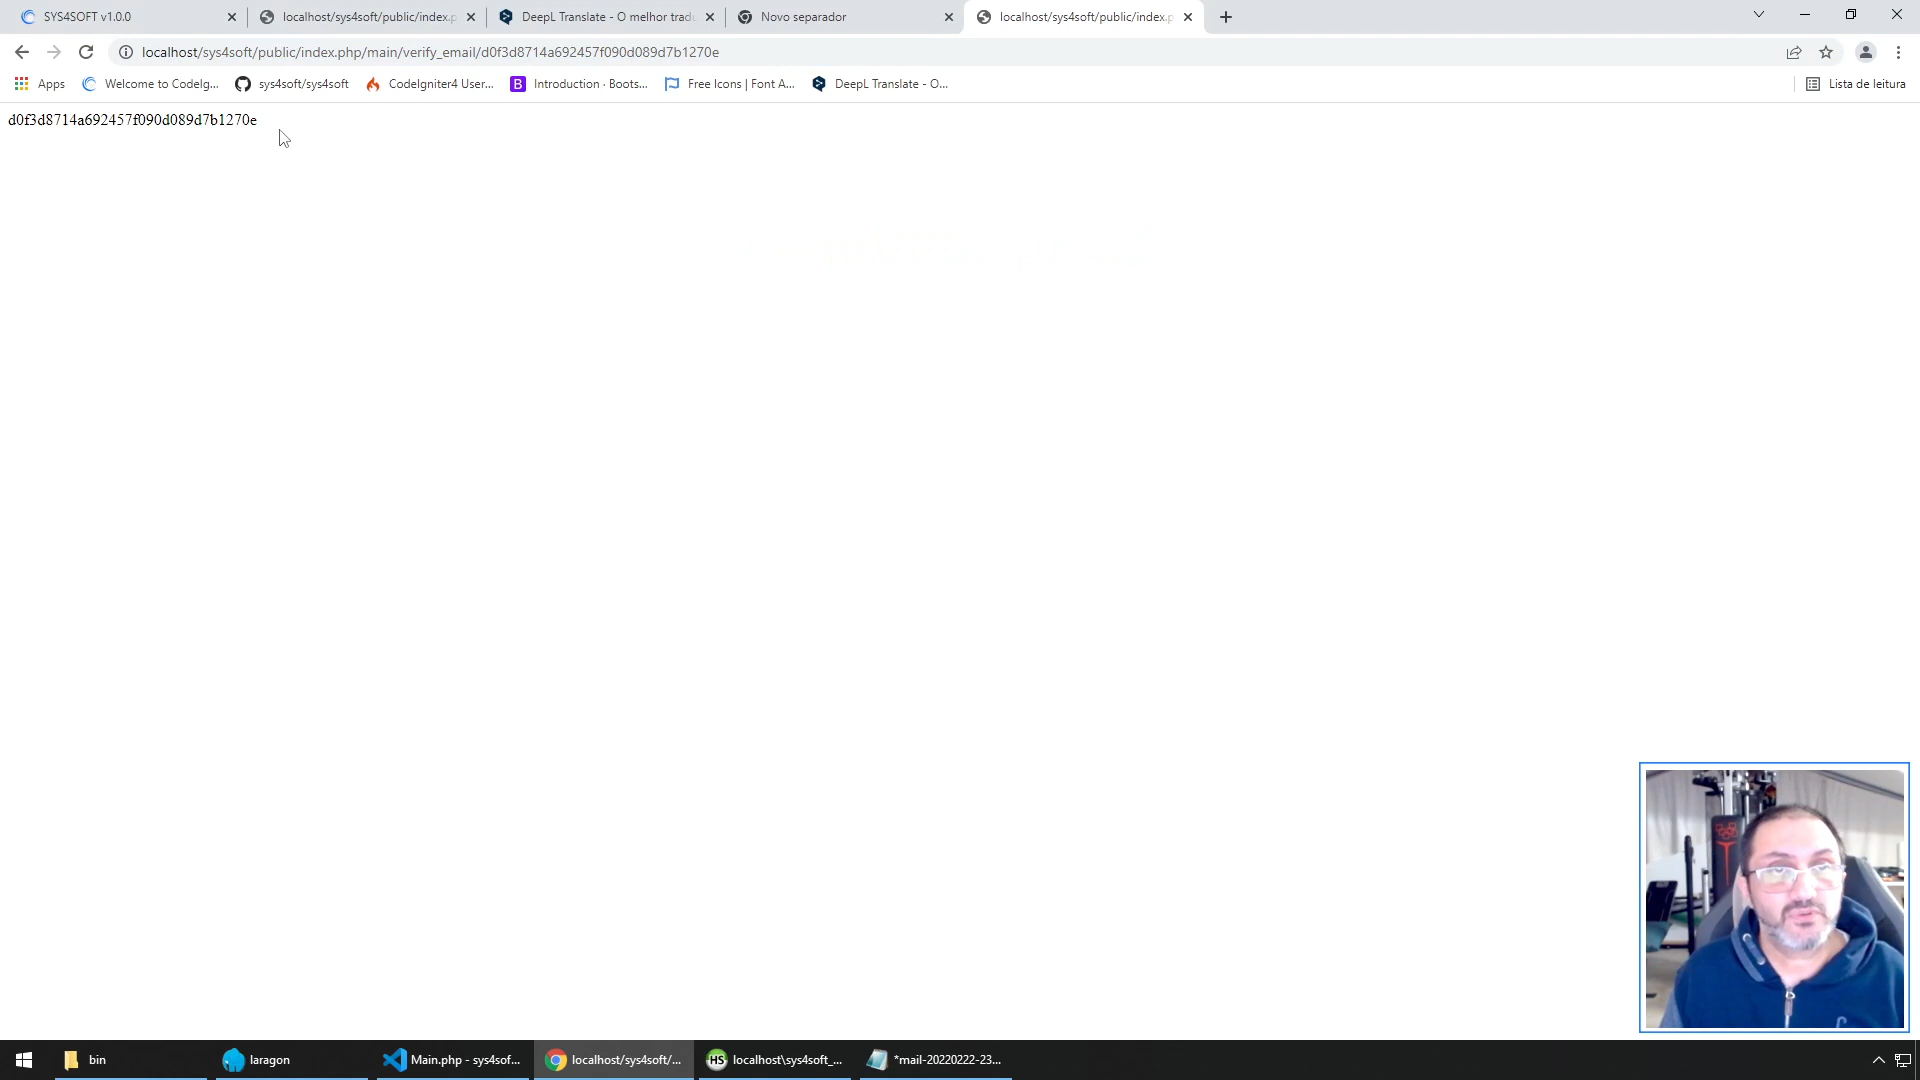 SYS4SOFT v1.0.0
localhost/sys4soft/public/index.p
DeepL Translate - O melhor trad
Novo separador
localhost/sys4soft/public/index.p
localhost/sys4soft/public/index.php/main/verify_email/d0f3d8714a692457f090d089d7b1270e
Apps
Welcome to CodeIg...
sys4soft/sys4soft
CodeIgniter4 User...
B
Introduction · Boots...
Free Icons | Font A...
DeepL Translate - O...
Lista de leitura
d0f3d8714a692457f090d089d7b1270e
bin
laragon
Main.php - sys4sof...
localhost/sys4soft/...
HS
localhost\sys4soft_...
*mail-20220222-23...